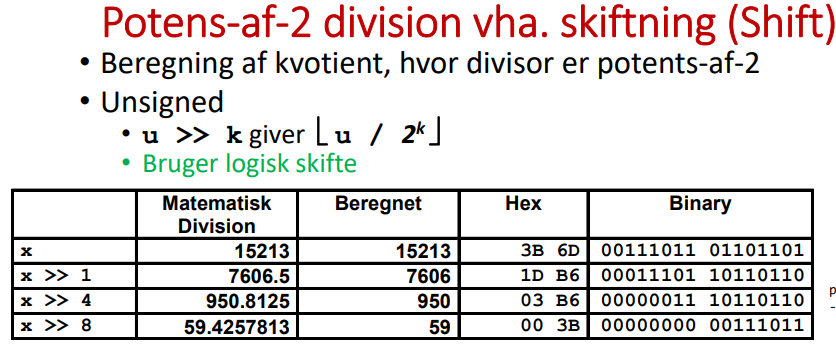 Potens-af-2 division vha. skiftning (Shift)
• Beregning af kvotient, hvor divisor er potents-af-2
• Unsigned
• u >> k giver ⌊ u / 2^k ⌋
• Bruger logisk skifte
Matematisk Division Beregnet Hex Binary
x 15213 15213 3B 6D 00111011 01101101
x >> 1 7606.5 7606 1D B6 00011101 10110110
x >> 4 950.8125 950 03 B6 00000011 10110110
x >> 8 59.4257813 59 00 3B 00000000 00111011
p
-